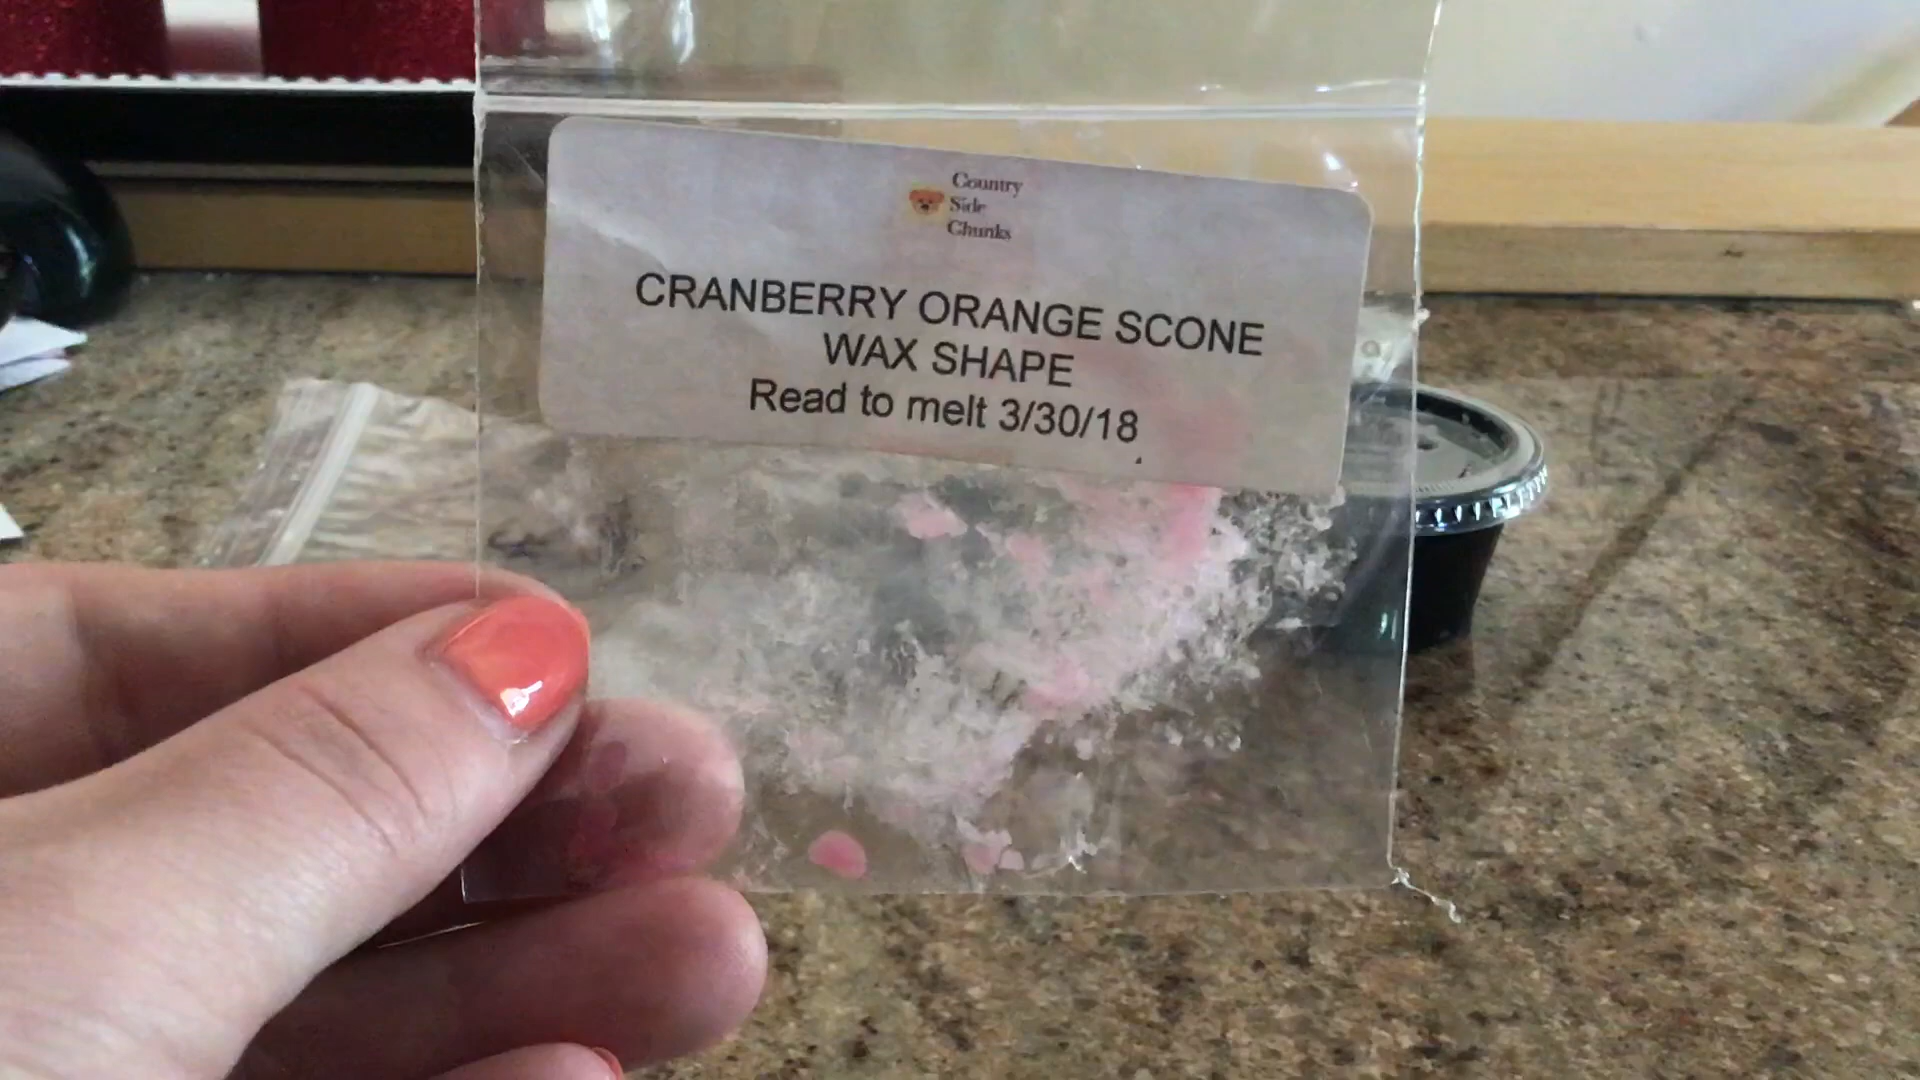 Country
Side
Chunks
CRANBERRY ORANGE SCONE
WAX SHAPE
Read to melt 3/30/18